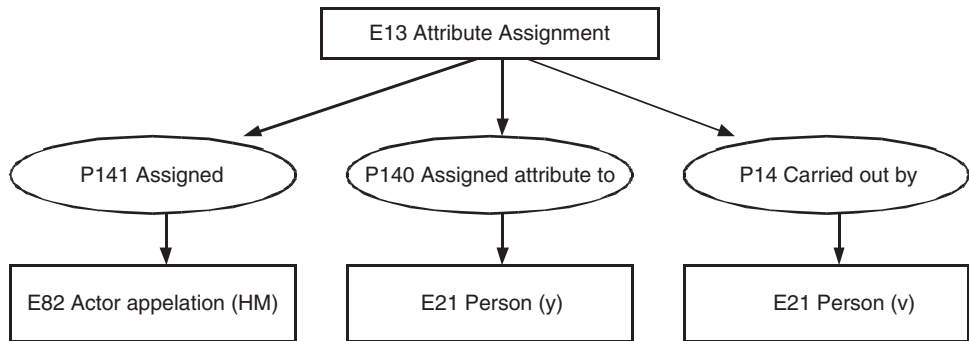 E13 Attribute Assignment
P141 Assigned
P140 Assigned attribute to
P14 Carried out by
E82 Actor appelation (HM)
E21 Person (y)
E21 Person (v)